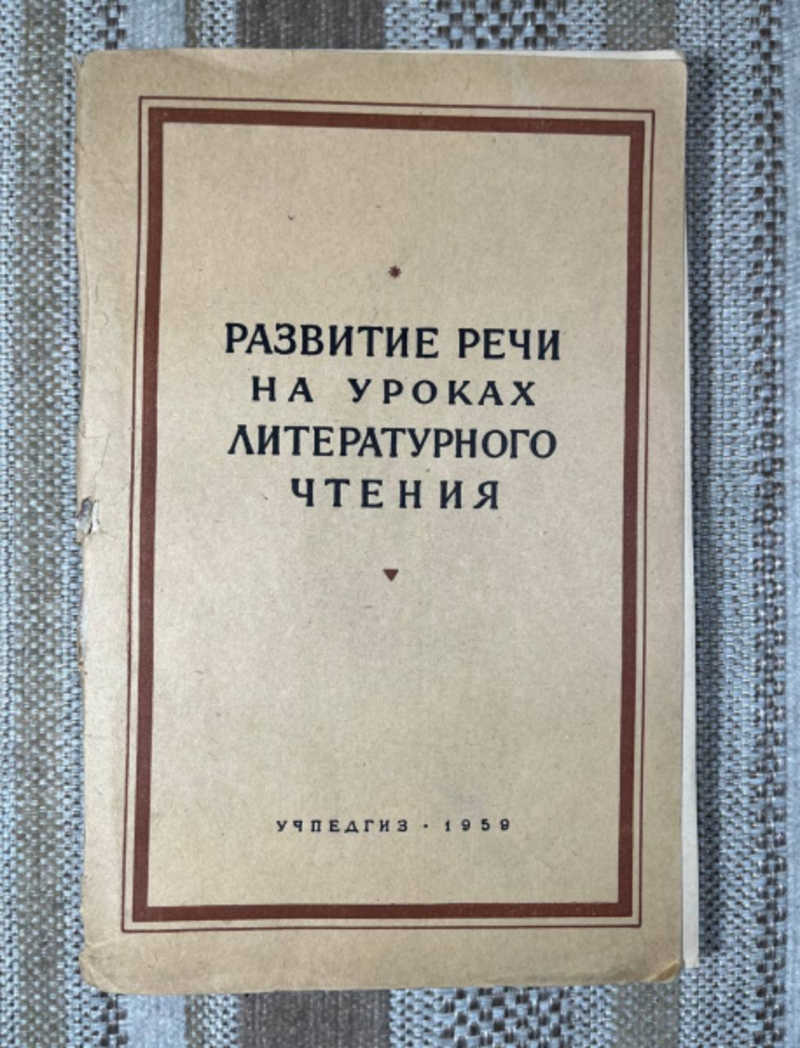 РАЗВИТИЕ РЕЧИ
НА УРОКАХ
ЛИТЕРАТУРНОГО
ЧТЕНИЯ
УЧПЕДГИЗ · 1959